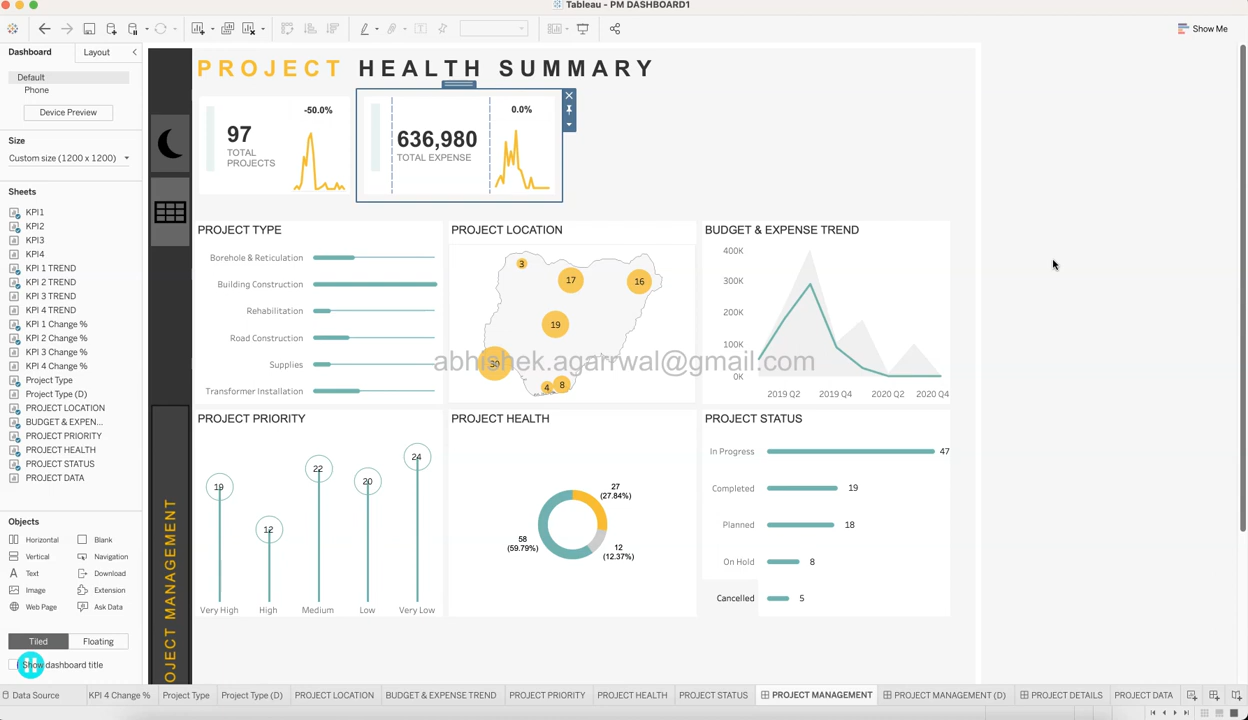 Tableau - PM DASHBOARD1
Show Me
Dashboard
Layout
Default
Phone
Device Preview
Size
Custom size (1200 x 1200)
Sheets
KPI1
KPI2
KPI3
KPI4
KPI 1 TREND
KPI 2 TREND
KPI 3 TREND
KPI 4 TREND
KPI 1 Change %
KPI 2 Change %
KPI 3 Change %
KPI 4 Change %
Project Type
Project Type (D)
PROJECT LOCATION
BUDGET & EXPEN...
PROJECT PRIORITY
PROJECT HEALTH
PROJECT STATUS
PROJECT DATA
Objects
Horizontal
Blank
Vertical
Navigation
Text
Download
Image
Extension
Web Page
Ask Data
Tiled
Floating
Show dashboard title
OJECT MANAGEMENT
PROJECT HEALTH SUMMARY
97
TOTAL
PROJECTS
-50.0%
636,980
TOTAL EXPENSE
0.0%
PROJECT TYPE
Borehole & Reticulation
Building Construction
Rehabilitation
Road Construction
Supplies
Transformer Installation
PROJECT LOCATION
3
17
16
19
30
4
8
BUDGET & EXPENSE TREND
400K
300K
200K
100K
0K
2019 Q2
2019 Q4
2020 Q2
2020 Q4
abhishek.agarrwal@gmail.com
PROJECT PRIORITY
19
12
22
20
24
Very High
High
Medium
Low
Very Low
PROJECT HEALTH
27
(27.84%)
58
(59.79%)
12
(12.37%)
PROJECT STATUS
In Progress
47
Completed
19
Planned
18
On Hold
8
Cancelled
5
Data Source
KPI 4 Change %
Project Type
Project Type (D)
PROJECT LOCATION
BUDGET & EXPENSE TREND
PROJECT PRIORITY
PROJECT HEALTH
PROJECT STATUS
PROJECT MANAGEMENT
PROJECT MANAGEMENT (D)
PROJECT DETAILS
PROJECT DATA